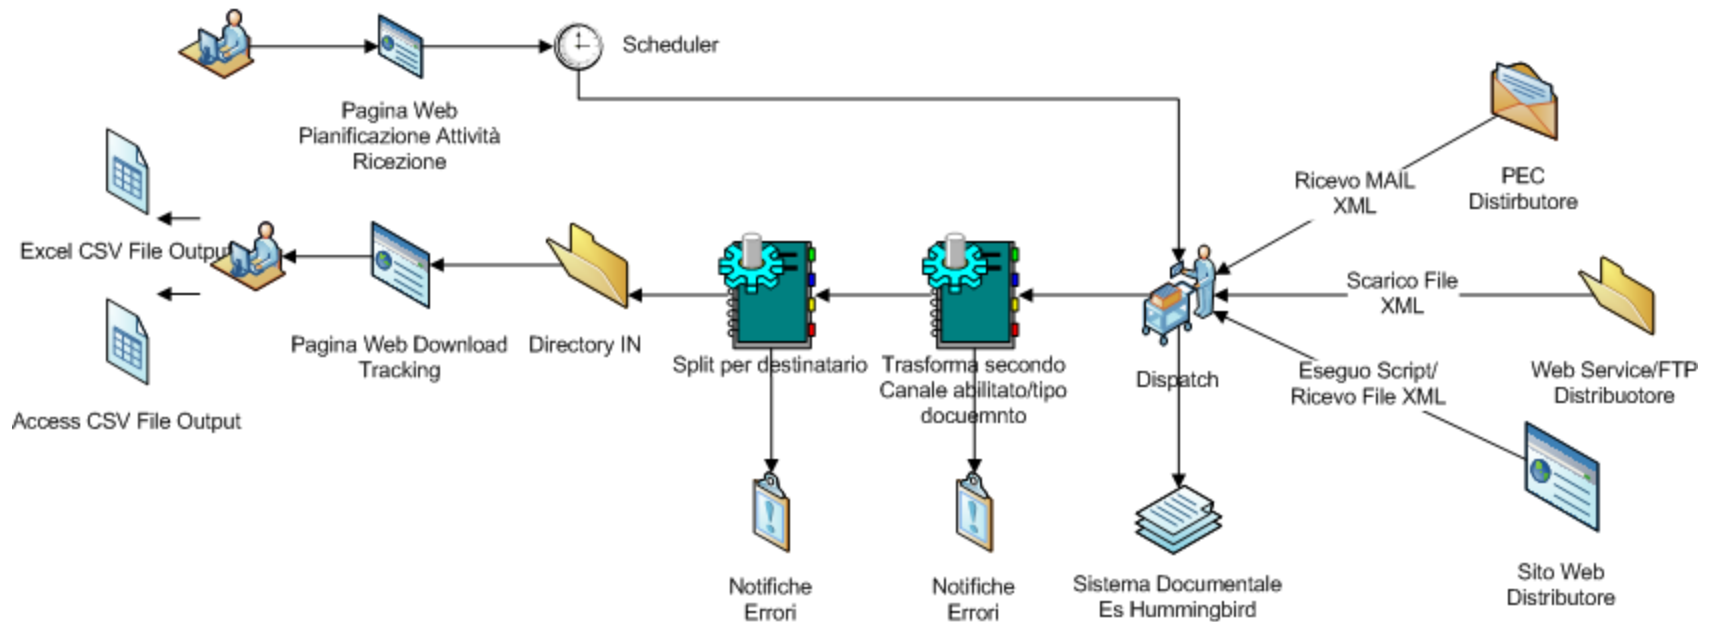 Scheduler
Pagina Web
Pianificazione Attività
Ricezione
PEC
Distirbutore
Ricevo MAIL
XML
Excel CSV File Output
Scarico File
XML
Pagina Web Download
Tracking
Directory IN
Split per destinatario
Trasforma secondo
Canale abilitato/tipo
docuemnto
Dispatch
Eseguo Script/
Ricevo File XML
Web Service/FTP
Distribuotore
Access CSV File Output
Notifiche
Errori
Notifiche
Errori
Sistema Documentale
Es Hummingbird
Sito Web
Distributore